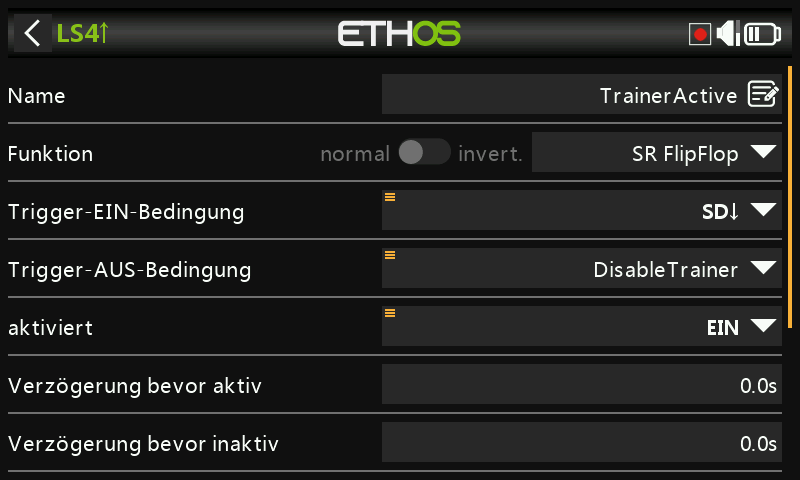 LS4↑
ETHOS
Name TrainerActive
Funktion normal invert. SR FlipFlop
Trigger-EIN-Bedingung SD↓
Trigger-AUS-Bedingung DisableTrainer
aktiviert EIN
Verzögerung bevor aktiv 0.0s
Verzögerung bevor inaktiv 0.0s